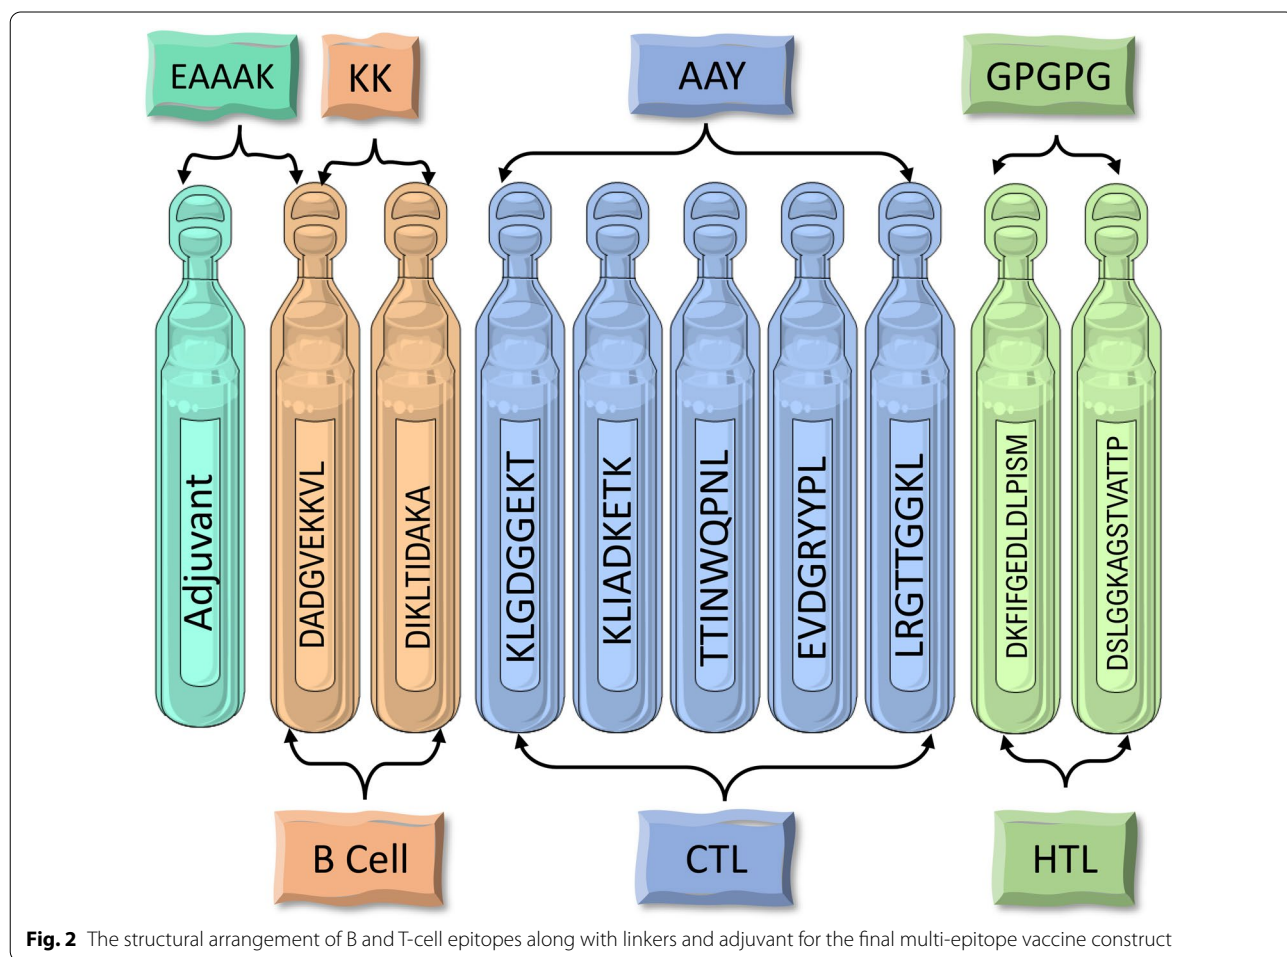 EAAAK
KK
AAY
GPGPG
Adjuvant
DADGVEKKVL
DIKLTIDAKA
KLGDGGEKT
KLIADKETK
TTINWQPNL
EVDGRYYPL
LRGTTGGKL
DKFIFGEDLDLPISM
DSLGGKAGSTVATTP
B Cell
CTL
HTL
Fig. 2 The structural arrangement of B and T-cell epitopes along with linkers and adjuvant for the final multi-epitope vaccine construct